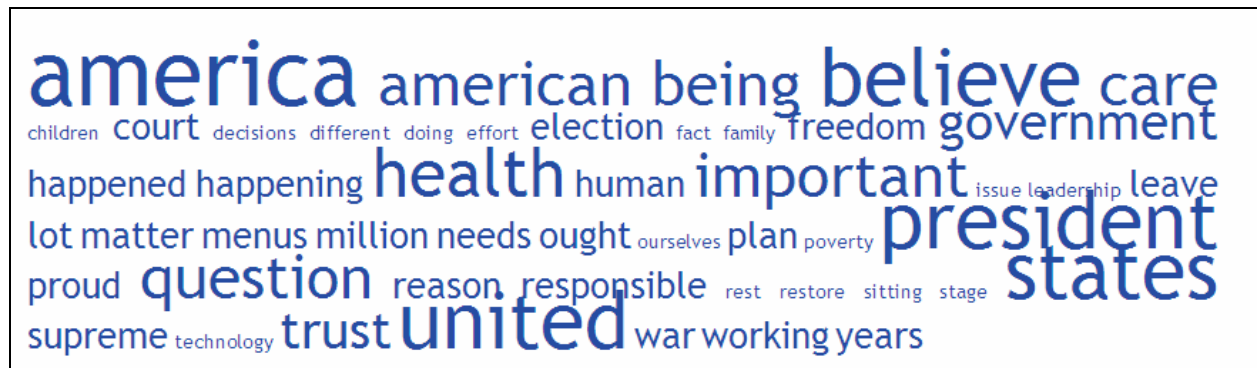 america american being believe care
children court decisions different doing effort election fact family freedom government
happened happening health human important issue leadership leave
lot matter menus million needs ought ourselves plan poverty president
proud question reason responsible rest restore sitting stage states
supreme technology trust united war working years